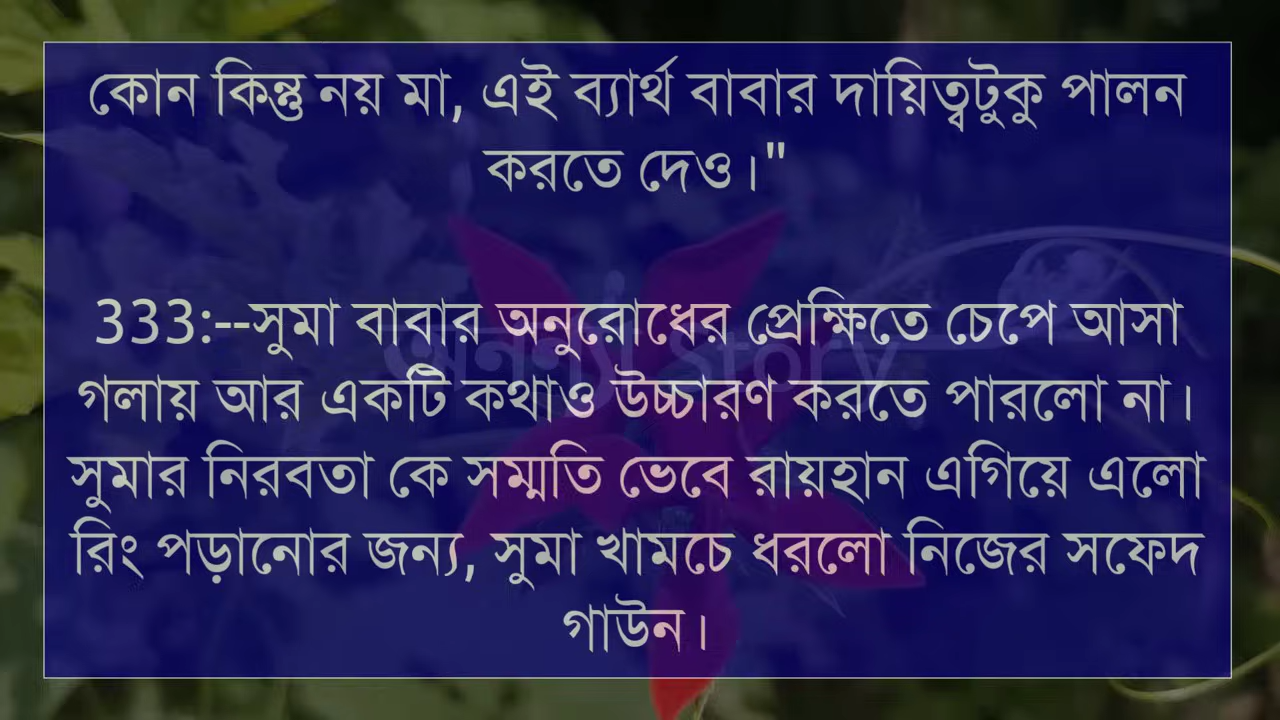 কোন কিন্তু নয় মা, এই ব্যার্থ বাবার দায়িত্বটুকু পালন
করতে দেও।"
333:--সুমা বাবার অনুরোধের প্রেক্ষিতে চেপে আসা
গলায় আর একটি কথাও উচ্চারণ করতে পারলো না।
সুমার নিরবতা কে সম্মতি ভেবে রায়হান এগিয়ে এলো
রিং পড়ানোর জন্য, সুমা খামচে ধরলো নিজের সফেদ
গাউন।